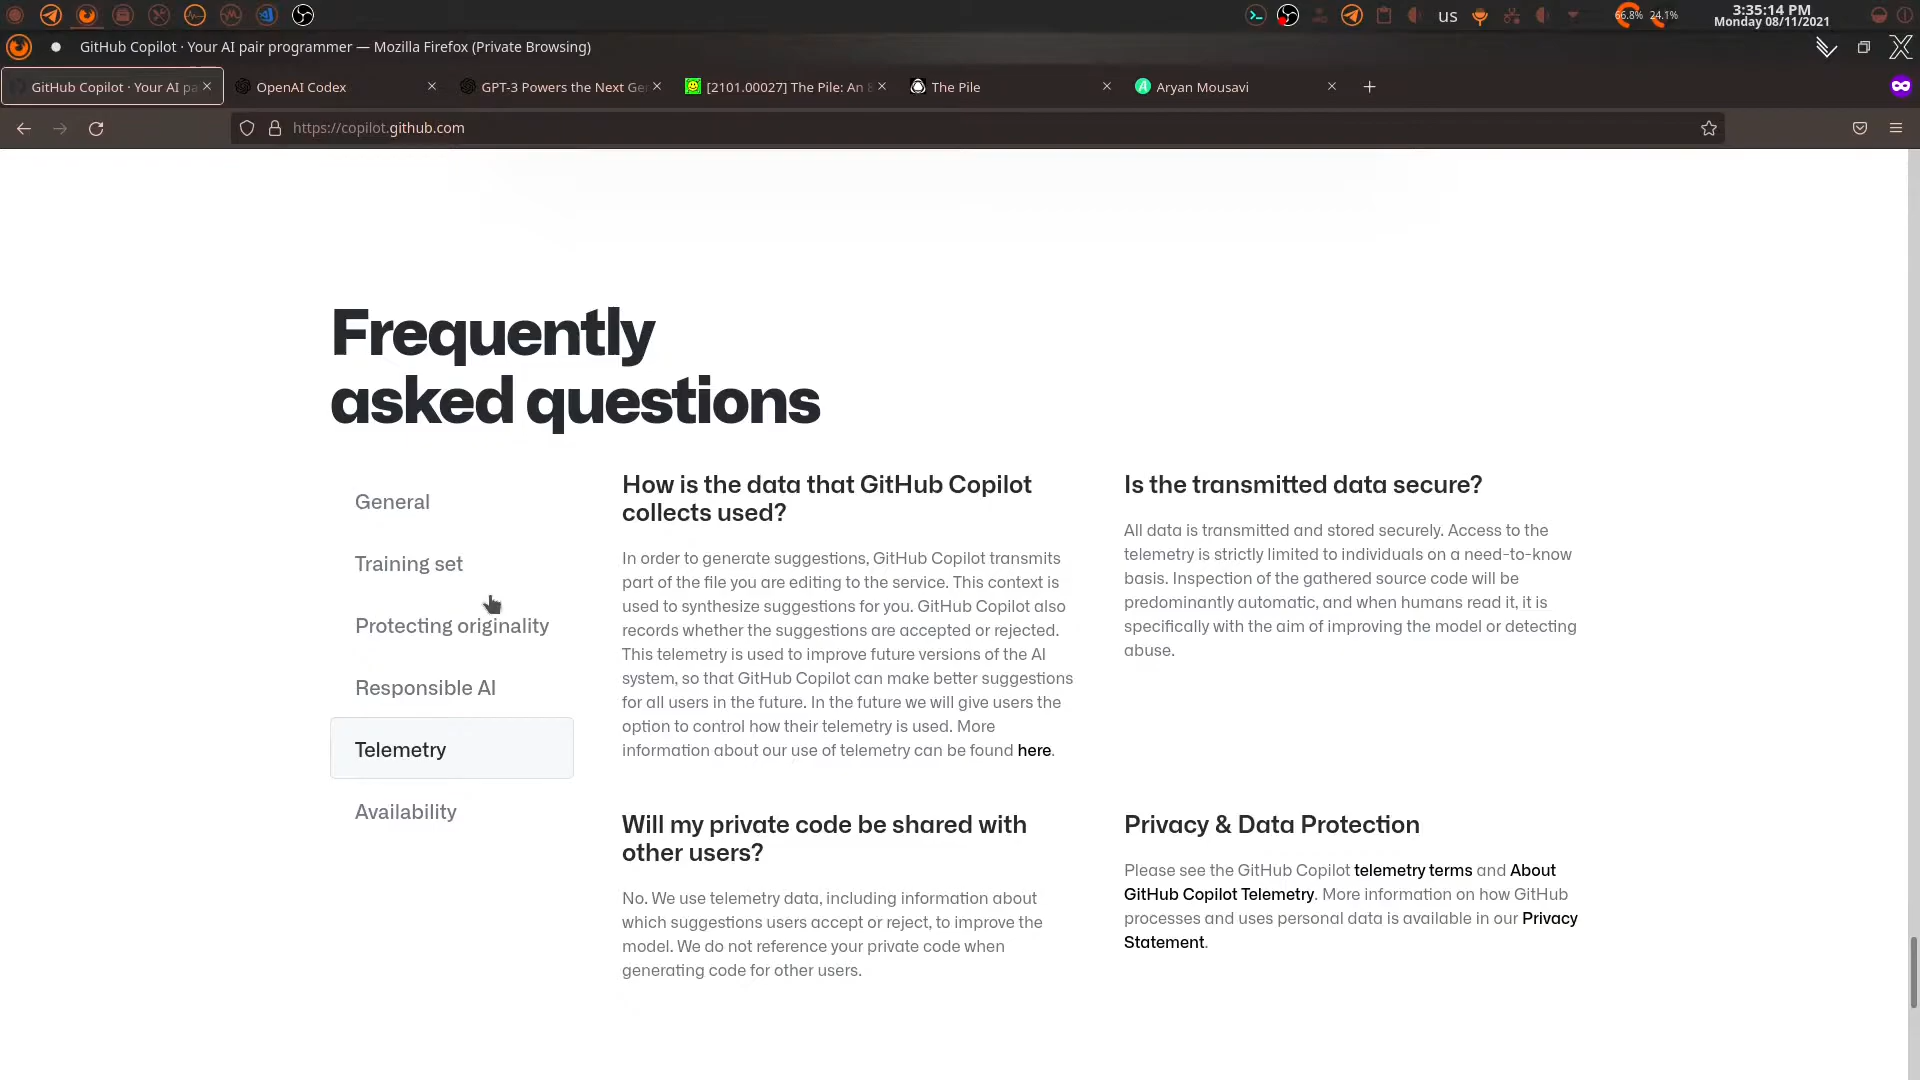 us
66.8%
24.1%
3:35:14 PM
Monday 08/11/2021
GitHub Copilot · Your AI pair programmer — Mozilla Firefox (Private Browsing)
GitHub Copilot · Your AI pa
OpenAI Codex
GPT-3 Powers the Next Ge
[2101.00027] The Pile: An
The Pile
Aryan Mousavi
https://copilot.github.com
Frequently
asked questions
General
Training set
Protecting originality
Responsible AI
Telemetry
Availability
How is the data that GitHub Copilot
collects used?
In order to generate suggestions, GitHub Copilot transmits
part of the file you are editing to the service. This context is
used to synthesize suggestions for you. GitHub Copilot also
records whether the suggestions are accepted or rejected.
This telemetry is used to improve future versions of the AI
system, so that GitHub Copilot can make better suggestions
for all users in the future. In the future we will give users the
option to control how their telemetry is used. More
information about our use of telemetry can be found here.
Is the transmitted data secure?
All data is transmitted and stored securely. Access to the
telemetry is strictly limited to individuals on a need-to-know
basis. Inspection of the gathered source code will be
predominantly automatic, and when humans read it, it is
specifically with the aim of improving the model or detecting
abuse.
Will my private code be shared with
other users?
No. We use telemetry data, including information about
which suggestions users accept or reject, to improve the
model. We do not reference your private code when
generating code for other users.
Privacy & Data Protection
Please see the GitHub Copilot telemetry terms and About
GitHub Copilot Telemetry. More information on how GitHub
processes and uses personal data is available in our Privacy
Statement.